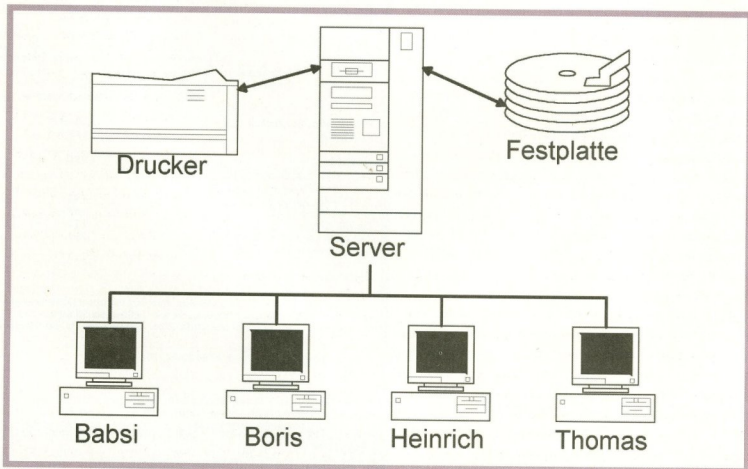 Drucker
Festplatte
Server
Babsi
Boris
Heinrich
Thomas